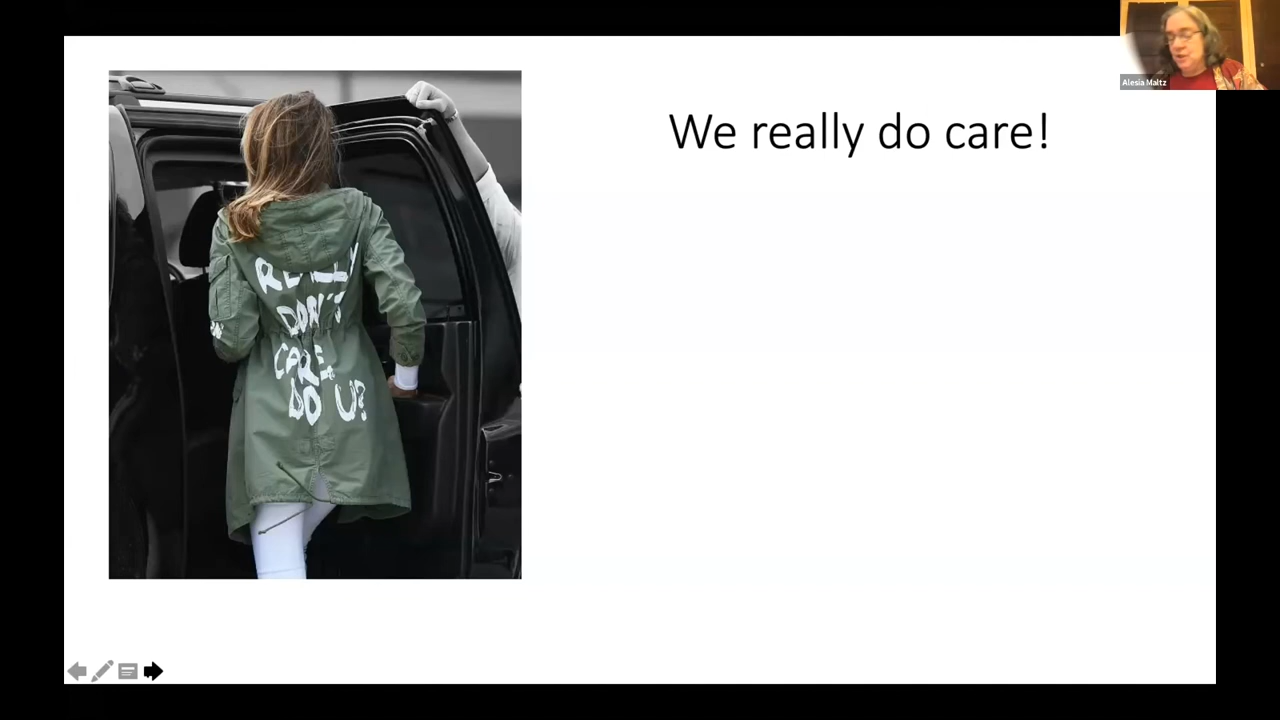 Alesia Maltz
We really do care!
REALLY
DON'T
CARE,
DO U?